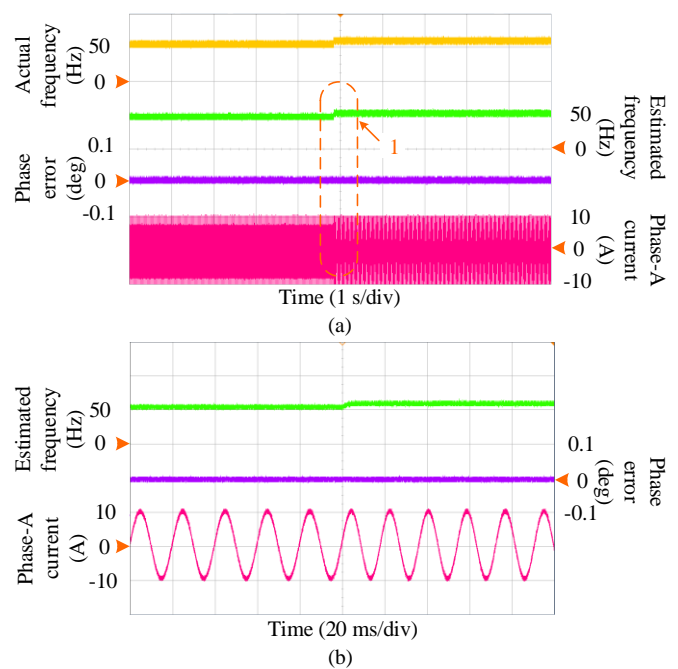 Actual
frequency
(Hz)
50
0
Estimated
frequency
(Hz)
50
0
1
Phase
error
(deg)
0.1
0
-0.1
Phase-A
current
(A)
10
0
-10
Time (1 s/div)
(a)
Estimated
frequency
(Hz)
50
0
Phase
error
(deg)
0.1
0
-0.1
Phase-A
current
(A)
10
0
-10
Time (20 ms/div)
(b)